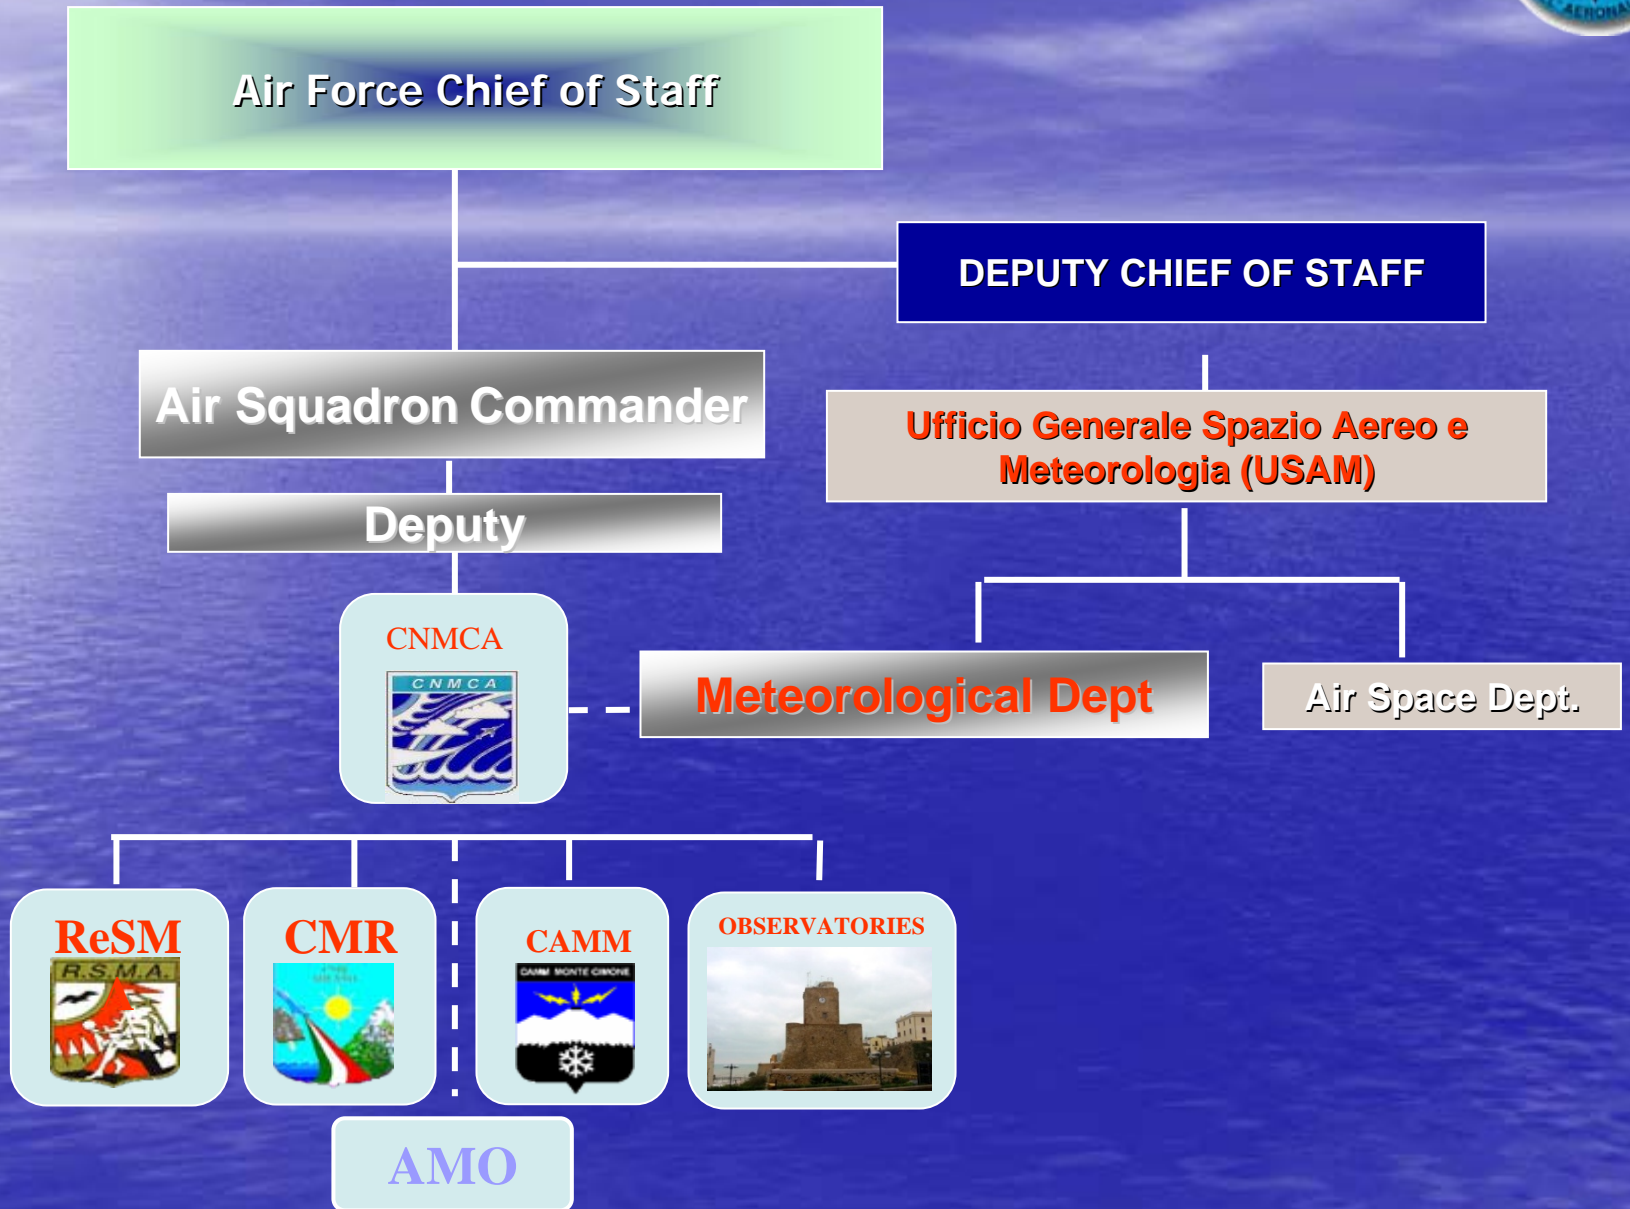 AERONA
Air Force Chief of Staff
DEPUTY CHIEF OF STAFF
Air Squadron Commander
Ufficio Generale Spazio Aereo e
Meteorologia (USAM)
Deputy
CNMCA
CNMCA
Meteorological Dept
Air Space Dept.
ReSM
R.S.M.A.
CMR
CAMM
CAMM MONTE CIMONE
OBSERVATORIES
AMO